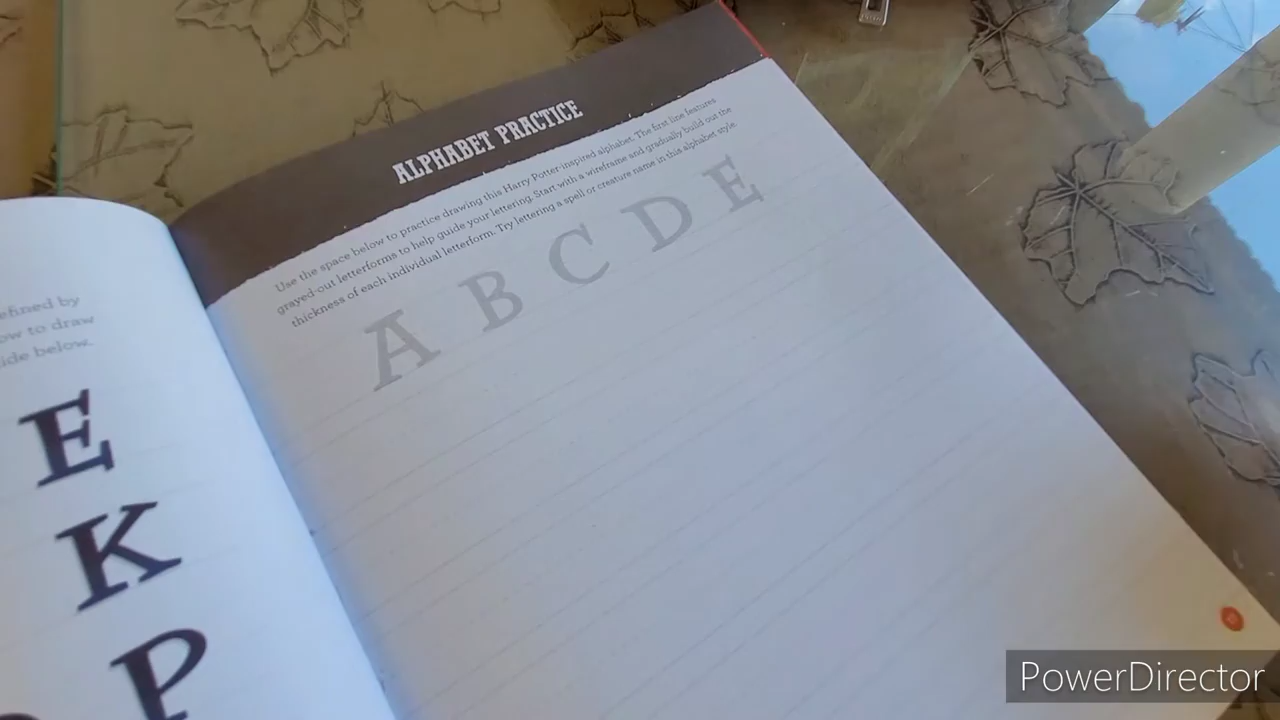 efined by
ow to draw
ide below.
E
K
P
ALPHABET PRACTICE
Use the space below to practice drawing this Harry Potter-inspired alphabet. The first line features
grayed-out letterforms to help guide your lettering. Start with a wireframe and gradually build out the
thickness of each individual letterform. Try lettering a spell or creature name in this alphabet style.
A B C D E
PowerDirector